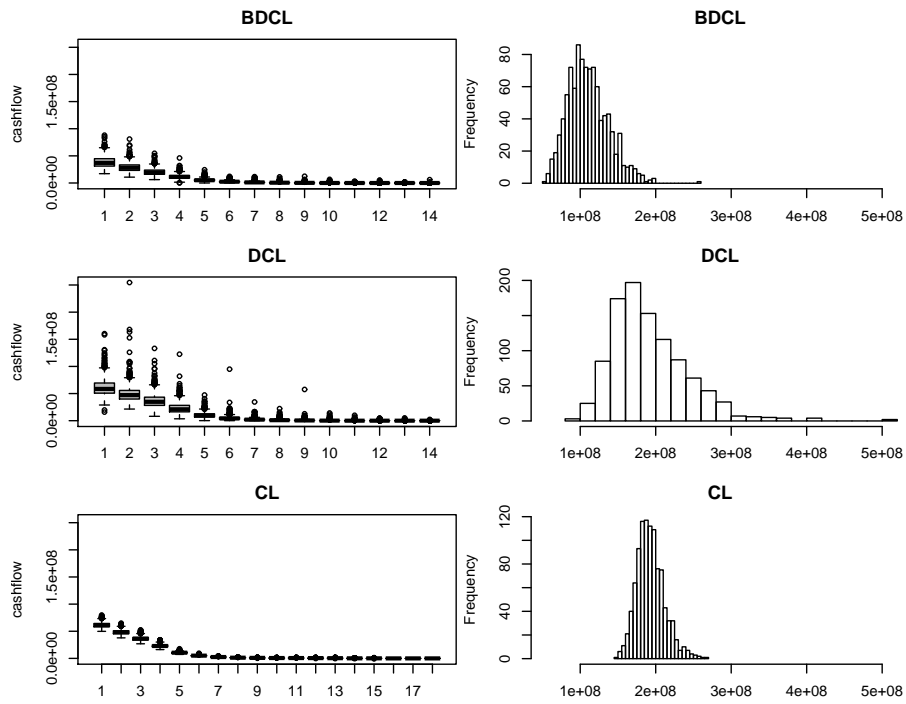 BDCL
cashflow
0.0e+00 1.5e+08
1 2 3 4 5 6 7 8 9 10 12 14
BDCL
Frequency
0 20 40 60 80
1e+08 2e+08 3e+08 4e+08 5e+08
DCL
cashflow
0.0e+00 1.5e+08
1 2 3 4 5 6 7 8 9 10 12 14
DCL
Frequency
0 50 100 200
1e+08 2e+08 3e+08 4e+08 5e+08
CL
cashflow
0.0e+00 1.5e+08
1 3 5 7 9 11 13 15 17
CL
Frequency
0 40 80 120
1e+08 2e+08 3e+08 4e+08 5e+08